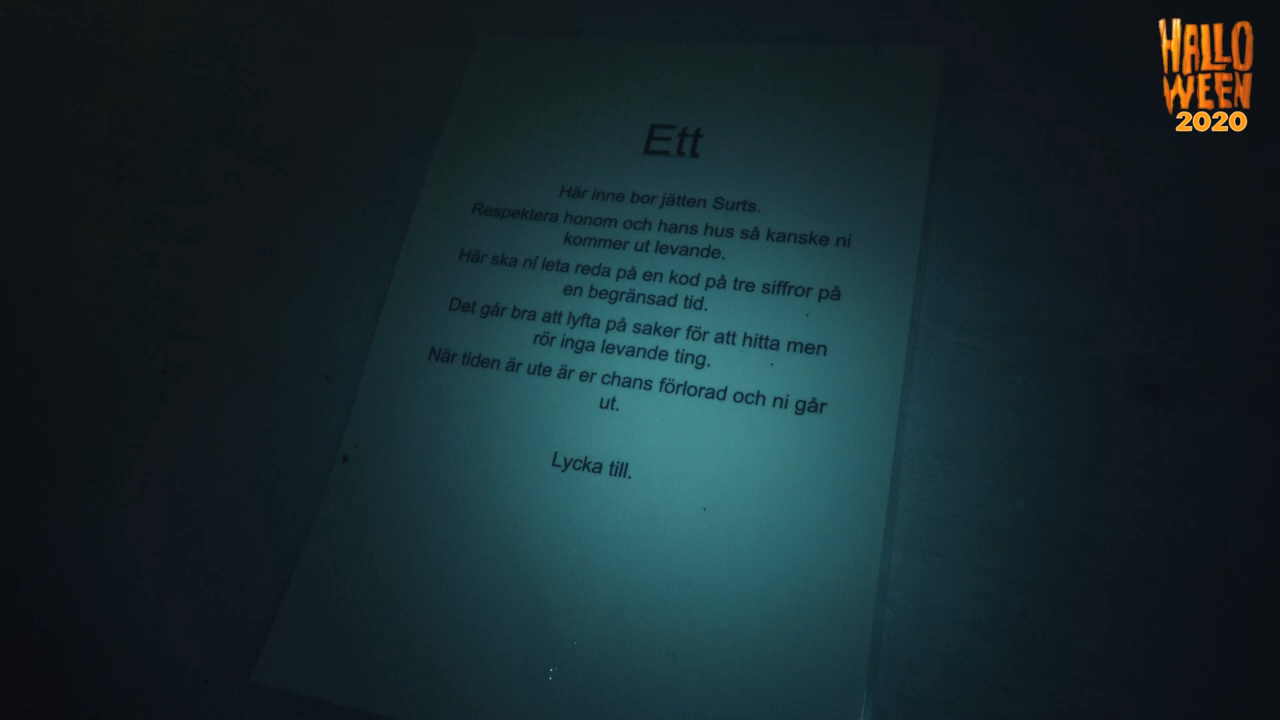 HALLO
WEEN
2020
Ett
Här inne bor jätten Surts.
Respektera honom och hans hus så kanske ni
kommer ut levande.
Här ska ni leta reda på en kod på tre siffror på
en begränsad tid.
Det går bra att lyfta på saker för att hitta men
rör inga levande ting.
När tiden är ute är er chans förlorad och ni går
ut.
Lycka till.